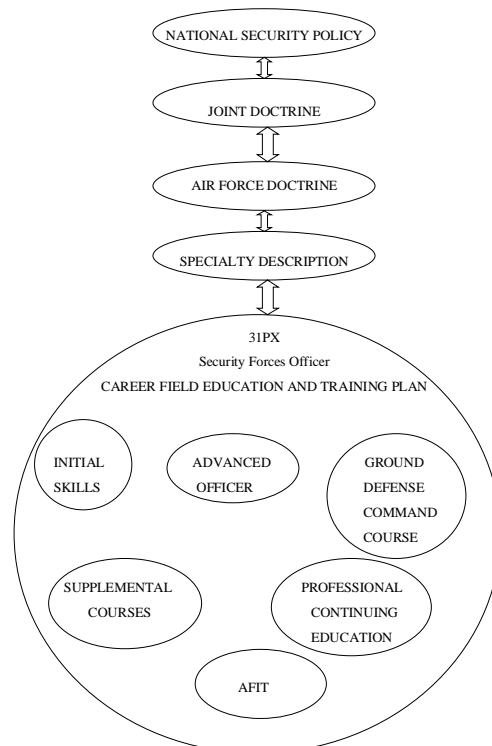 NATIONAL SECURITY POLICY
JOINT DOCTRINE
AIR FORCE DOCTRINE
SPECIALTY DESCRIPTION
31PX
Security Forces Officer
CAREER FIELD EDUCATION AND TRAINING PLAN
INITIAL
SKILLS
ADVANCED
OFFICER
GROUND
DEFENSE
COMMAND
COURSE
SUPPLEMENTAL
COURSES
PROFESSIONAL
CONTINUING
EDUCATION
AFIT